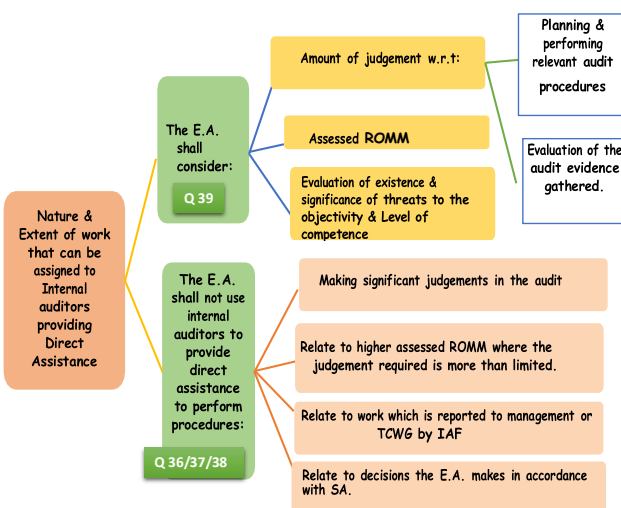 Nature &
Extent of work
that can be
assigned to
Internal
auditors
providing
Direct
Assistance
The E.A.
shall
consider:
Q 39
Amount of judgement w.r.t:
Planning &
performing
relevant audit
procedures
Evaluation of the
audit evidence
gathered.
Assessed ROMM
Evaluation of existence &
significance of threats to the
objectivity & Level of
competence
The E.A.
shall not use
internal
auditors to
provide
direct
assistance
to perform
procedures:
Q 36/37/38
Making significant judgements in the audit
Relate to higher assessed ROMM where the
judgement required is more than limited.
Relate to work which is reported to management or
TCWG by IAF
Relate to decisions the E.A. makes in accordance
with SA.